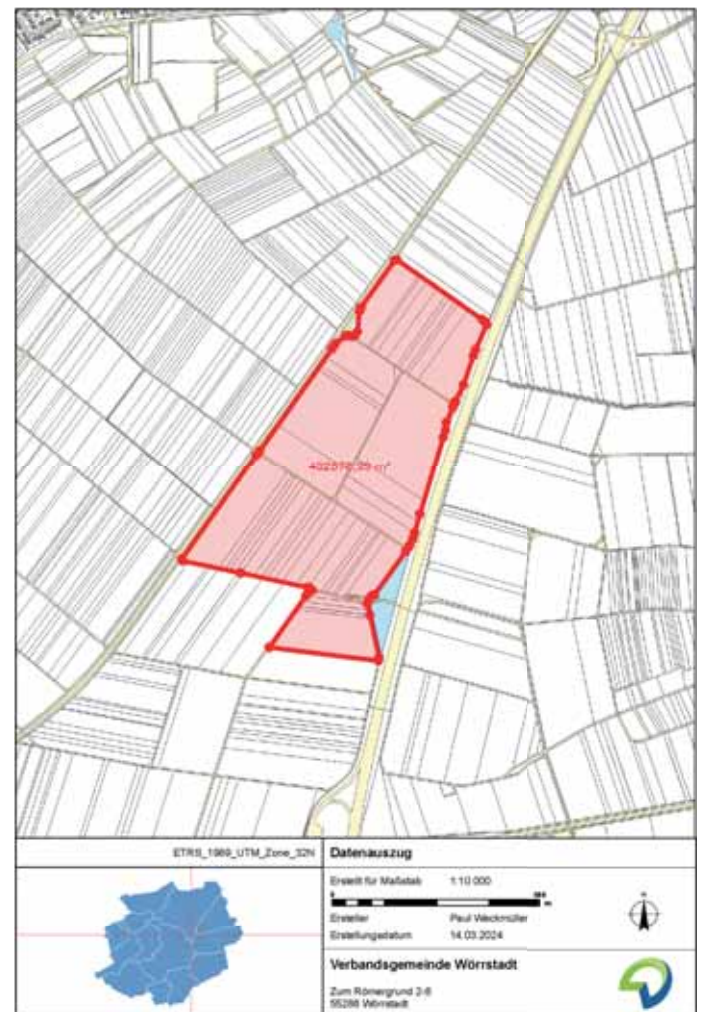 ETRS_1989_UTM_Zone_32N
Datenauszug
Erstellt für Maßstab 1:10 000
0
m
Ersteller Paul Weckmüller
Erstellungsdatum 14.03.2024
N
Verbandsgemeinde Wörrstadt
Zum Römergrund 2-6
55286 Wörrstadt